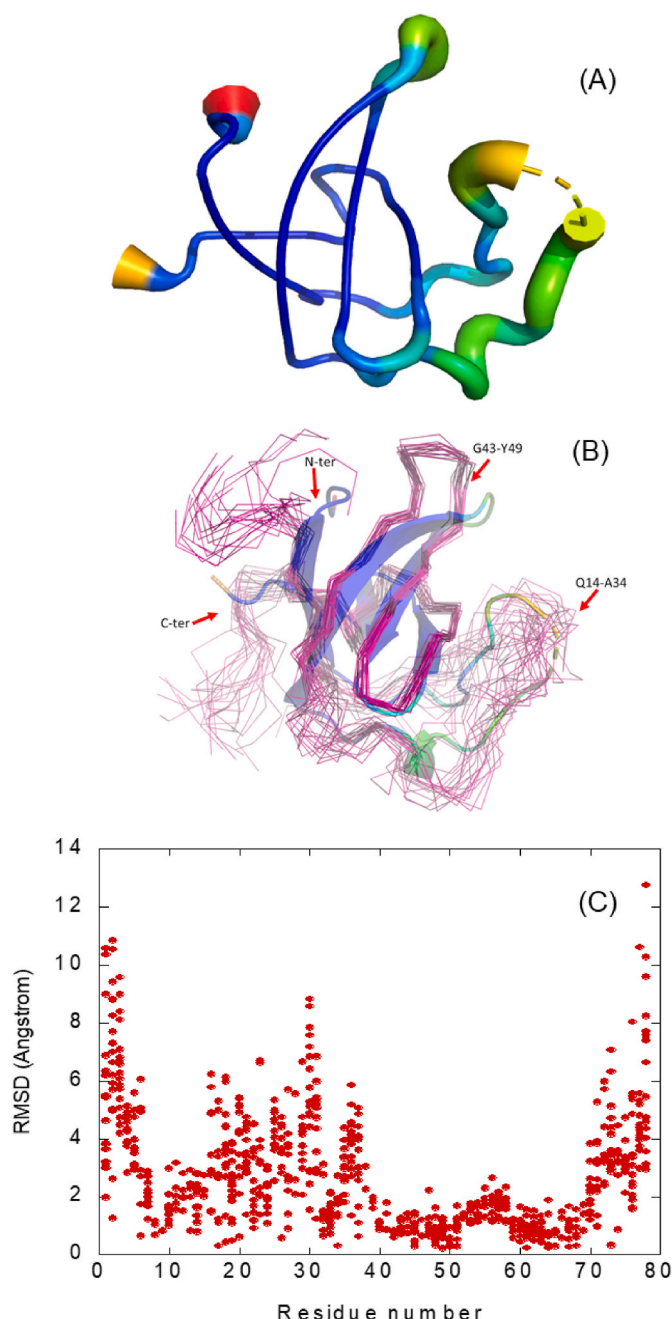 (A)
(B)
N-ter
G43-Y49
Q14-A34
C-ter
(C)
14
12
10
8
6
4
2
0
RMSD (Angstrom)
0 10 20 30 40 50 60 70 80
Residue number